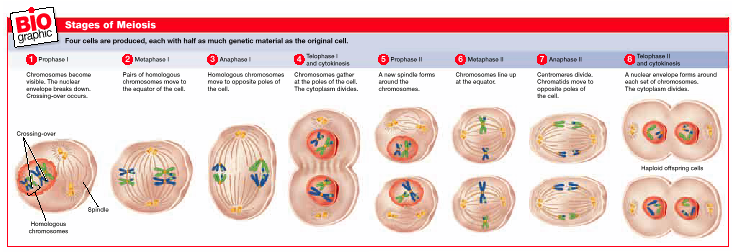 BIO
graphic
Stages of Meiosis
Four cells are produced, each with half as much genetic material as the original cell.
1 Prophase I
Chromosomes become
visible. The nuclear
envelope breaks down.
Crossing-over occurs.
2 Metaphase I
Pairs of homologous
chromosomes move to
the equator of the cell.
3 Anaphase I
Homologous chromosomes
move to opposite poles of
the cell.
4 Telophase I
and cytokinesis
Chromosomes gather
at the poles of the cell.
The cytoplasm divides.
5 Prophase II
A new spindle forms
around the
chromosomes.
6 Metaphase II
Chromosomes line up
at the equator.
7 Anaphase II
Centromeres divide.
Chromatids move to
opposite poles of
the cell.
8 Telophase II
and cytokinesis
A nuclear envelope forms around
each set of chromosomes.
The cytoplasm divides.
Crossing-over
Spindle
Homologous
chromosomes
Haploid offspring cells